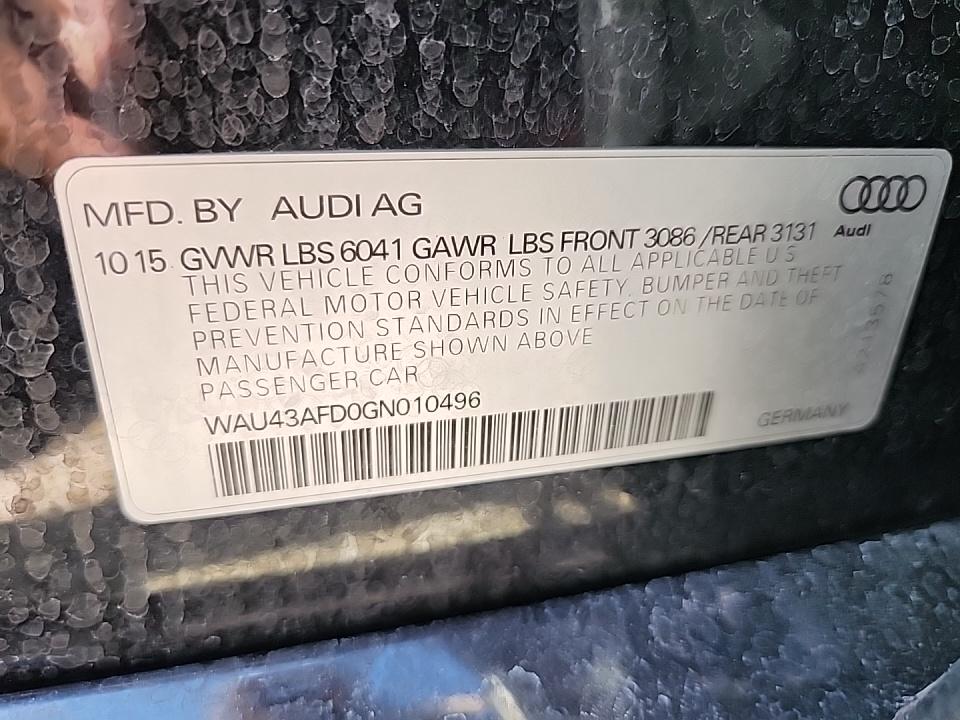 MFD. BY AUDI AG
Audi
10 15 GVWR LBS 6041 GAWR LBS FRONT 3086 /REAR 3131
THIS VEHICLE CONFORMS TO ALL APPLICABLE U S
FEDERAL MOTOR VEHICLE SAFETY, BUMPER AND THEFT
PREVENTION STANDARDS IN EFFECT ON THE DATE OF
MANUFACTURE SHOWN ABOVE
PASSENGER CAR
WAU43AFD0GN010496
GERMANY